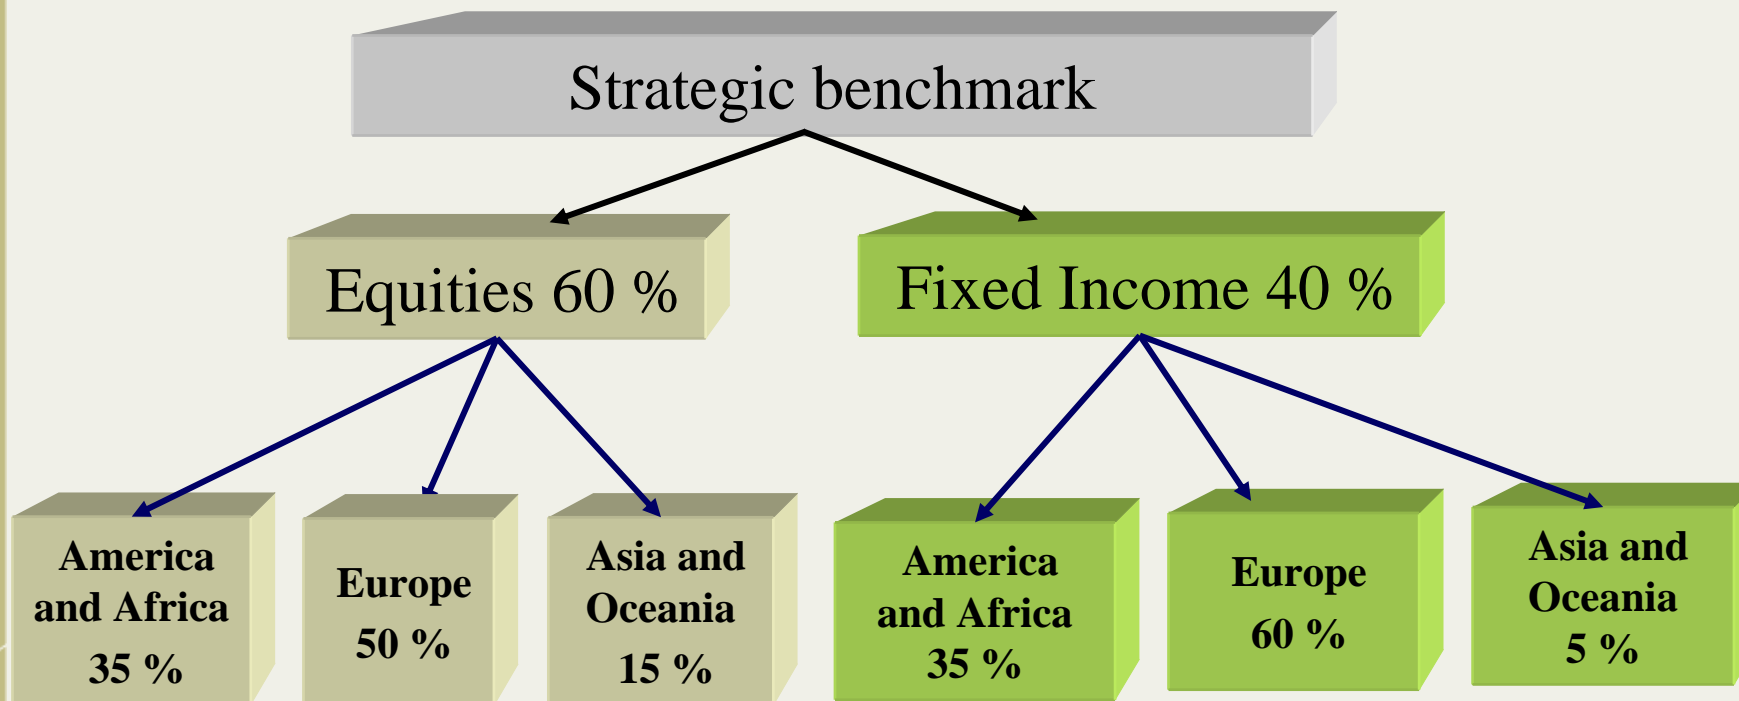 Strategic benchmark
Equities 60 %
Fixed Income 40 %
America
and Africa
35 %
Europe
50 %
Asia and
Oceania
15 %
America
and Africa
35 %
Europe
60 %
Asia and
Oceania
5 %